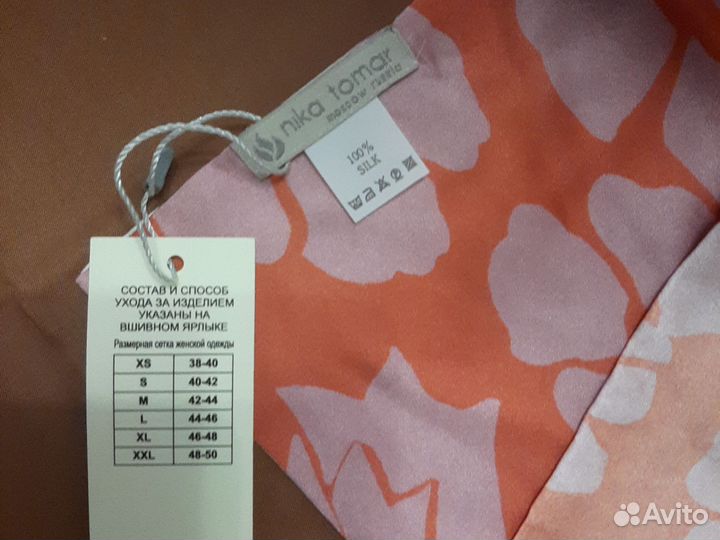 nika tomar
moscow russia
100%
SILK
СОСТАВ И СПОСОБ
УХОДА ЗА ИЗДЕЛИЕМ
УКАЗАНЫ НА
ВШИВНОМ ЯРЛЫКЕ
Размерная сетка женской одежды
XS 38-40
S 40-42
M 42-44
L 44-46
XL 46-48
XXL 48-50
Avito